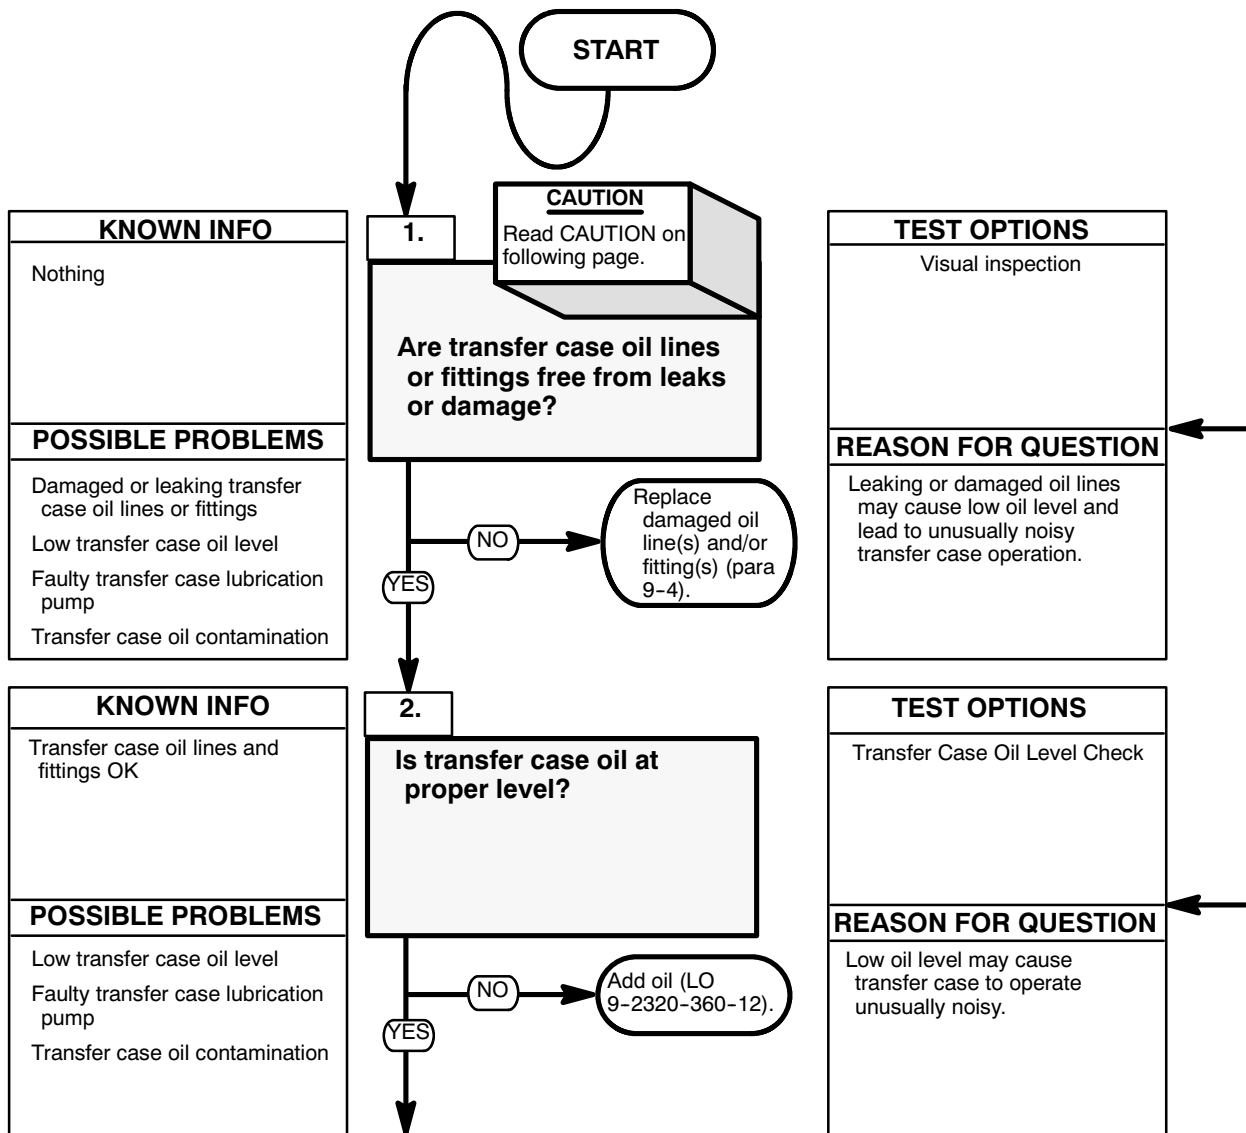 START
CAUTION
Read CAUTION on
following page.
KNOWN INFO
Nothing
POSSIBLE PROBLEMS
Damaged or leaking transfer
case oil lines or fittings
Low transfer case oil level
Faulty transfer case lubrication
pump
Transfer case oil contamination
1.
Are transfer case oil lines
or fittings free from leaks
or damage?
NO
Replace
damaged oil
line(s) and/or
fitting(s) (para
9-4).
YES
TEST OPTIONS
Visual inspection
REASON FOR QUESTION
Leaking or damaged oil lines
may cause low oil level and
lead to unusually noisy
transfer case operation.
KNOWN INFO
Transfer case oil lines and
fittings OK
POSSIBLE PROBLEMS
Low transfer case oil level
Faulty transfer case lubrication
pump
Transfer case oil contamination
2.
Is transfer case oil at
proper level?
NO
Add oil (LO
9-2320-360-12).
YES
TEST OPTIONS
Transfer Case Oil Level Check
REASON FOR QUESTION
Low oil level may cause
transfer case to operate
unusually noisy.